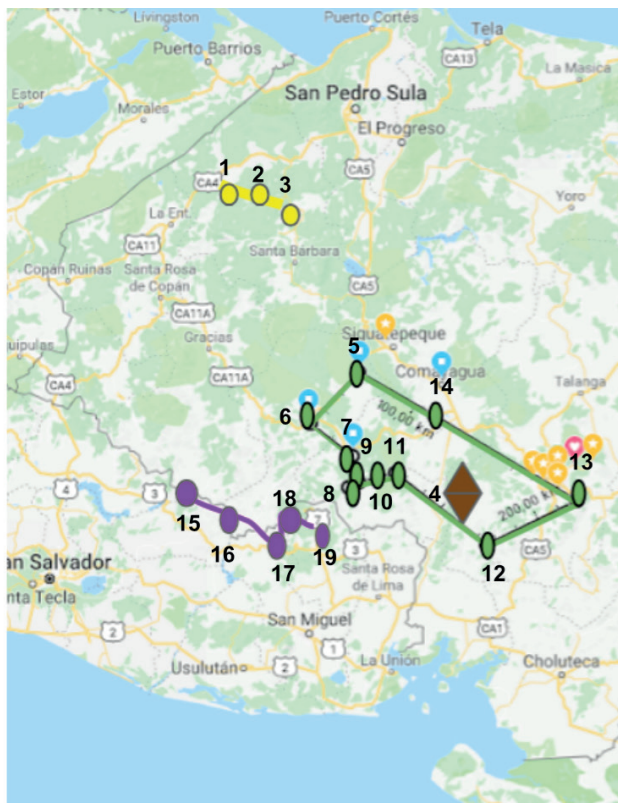 Livingston
Puerto Cortés
Tela
Puerto Barrios
CA13
La Masica
Estor
San Pedro Sula
Morales
El Progreso
CA4
1
2
3
CA5
Yoro
La Ent.
Santa Bárbara
CA11
Copán Ruinas
Santa Rosa
de Copán
CA5
CA11A
Siguatepeque
quipulas
Gracias
5
Comayagua
CA4
CA11A
14
Talanga
6
7
100.00 km
9
11
13
3
8
10
4
200.00 km
4
15
18
16
19
CA5
17
3
12
an Salvador
Santa Rosa
de Lima
nta Tecla
San Miguel
CA1
2
1
Usulután
2
La Unión
Choluteca